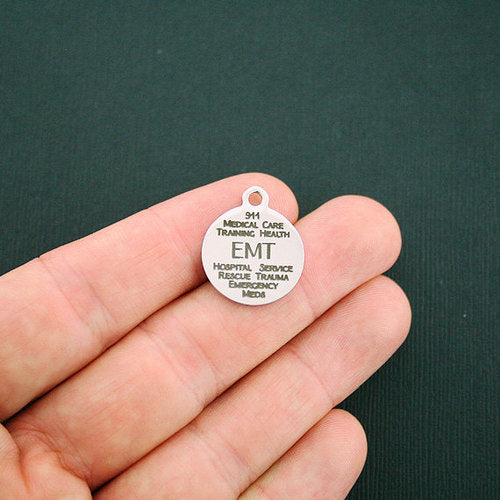 911
Medical Care
Training Health
EMT
Hospital Service
Rescue Trauma
Emergency
Meds